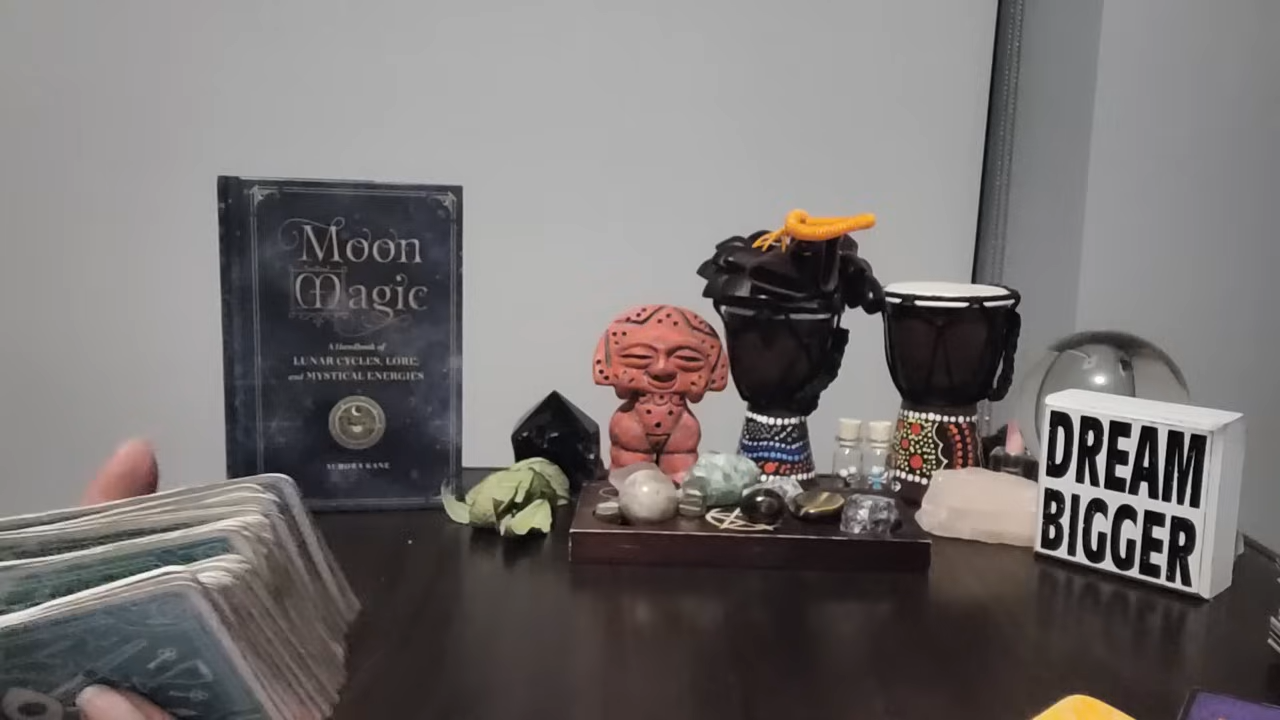 Moon
Magic
A Handbook of
LUNAR CYCLES, LORE,
and MYSTICAL ENERGIES
AURORA KANE
DREAM
BIGGER